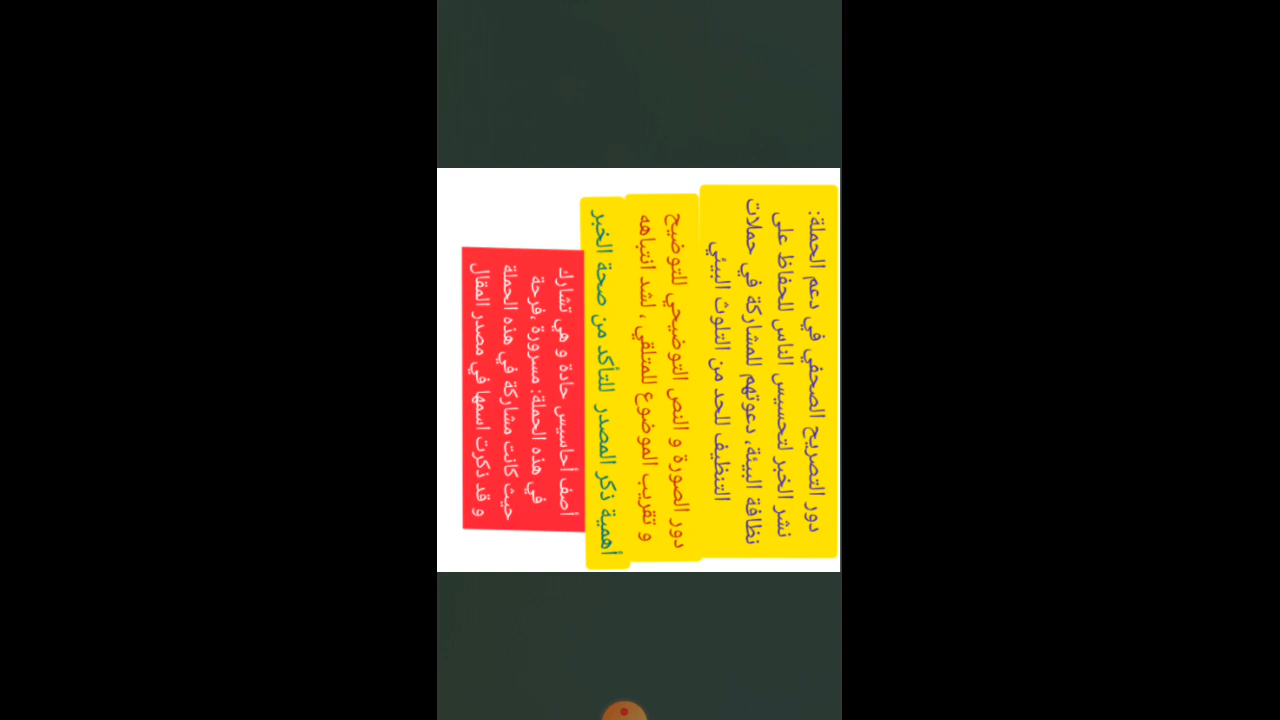 دور التصريح الصحفي في دعم الحملة:
نشر الخبر لتحسيس الناس للحفاظ على
نظافة البيئة، دعوتهم للمشاركة في حملات
التنظيف للحد من التلوث البيئي
دور الصورة و النص التوضيحي للتوضيح
و تقريب الموضوع للمتلقي ، لشد انتباهه
أهمية ذكر المصدر للتأكد من صحة الخبر
أصف أحاسيس حادة و هي تشارك
في هذه الحملة: مسرورة ،فرحة
حيث كانت مشاركة في هذه الحملة
و قد ذكرت اسمها في مصدر المقال